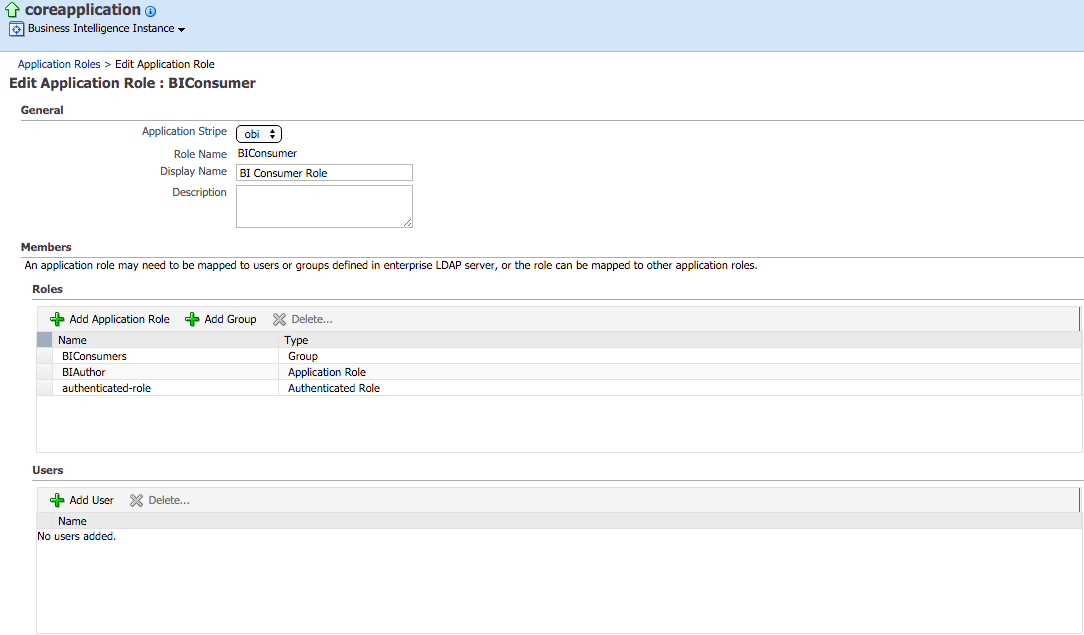 coreapplication
Business Intelligence Instance
Application Roles > Edit Application Role
Edit Application Role : BIConsumer
General
Application Stripe obi
Role Name BIConsumer
Display Name BI Consumer Role
Description
Members
An application role may need to be mapped to users or groups defined in enterprise LDAP server, or the role can be mapped to other application roles.
Roles
Add Application Role Add Group Delete...
Name Type
BIConsumers Group
BIAuthor Application Role
authenticated-role Authenticated Role
Users
Add User Delete...
Name
No users added.